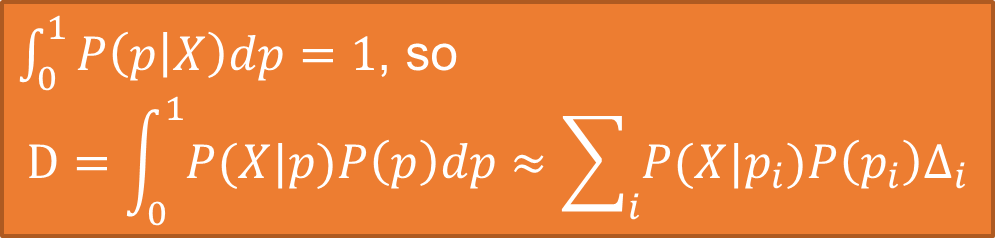 ∫₀¹ P(p|X)dp = 1, so
D = ∫₀¹ P(X|p)P(p)dp ≈ ∑ᵢ P(X|pᵢ)P(pᵢ)Δᵢ